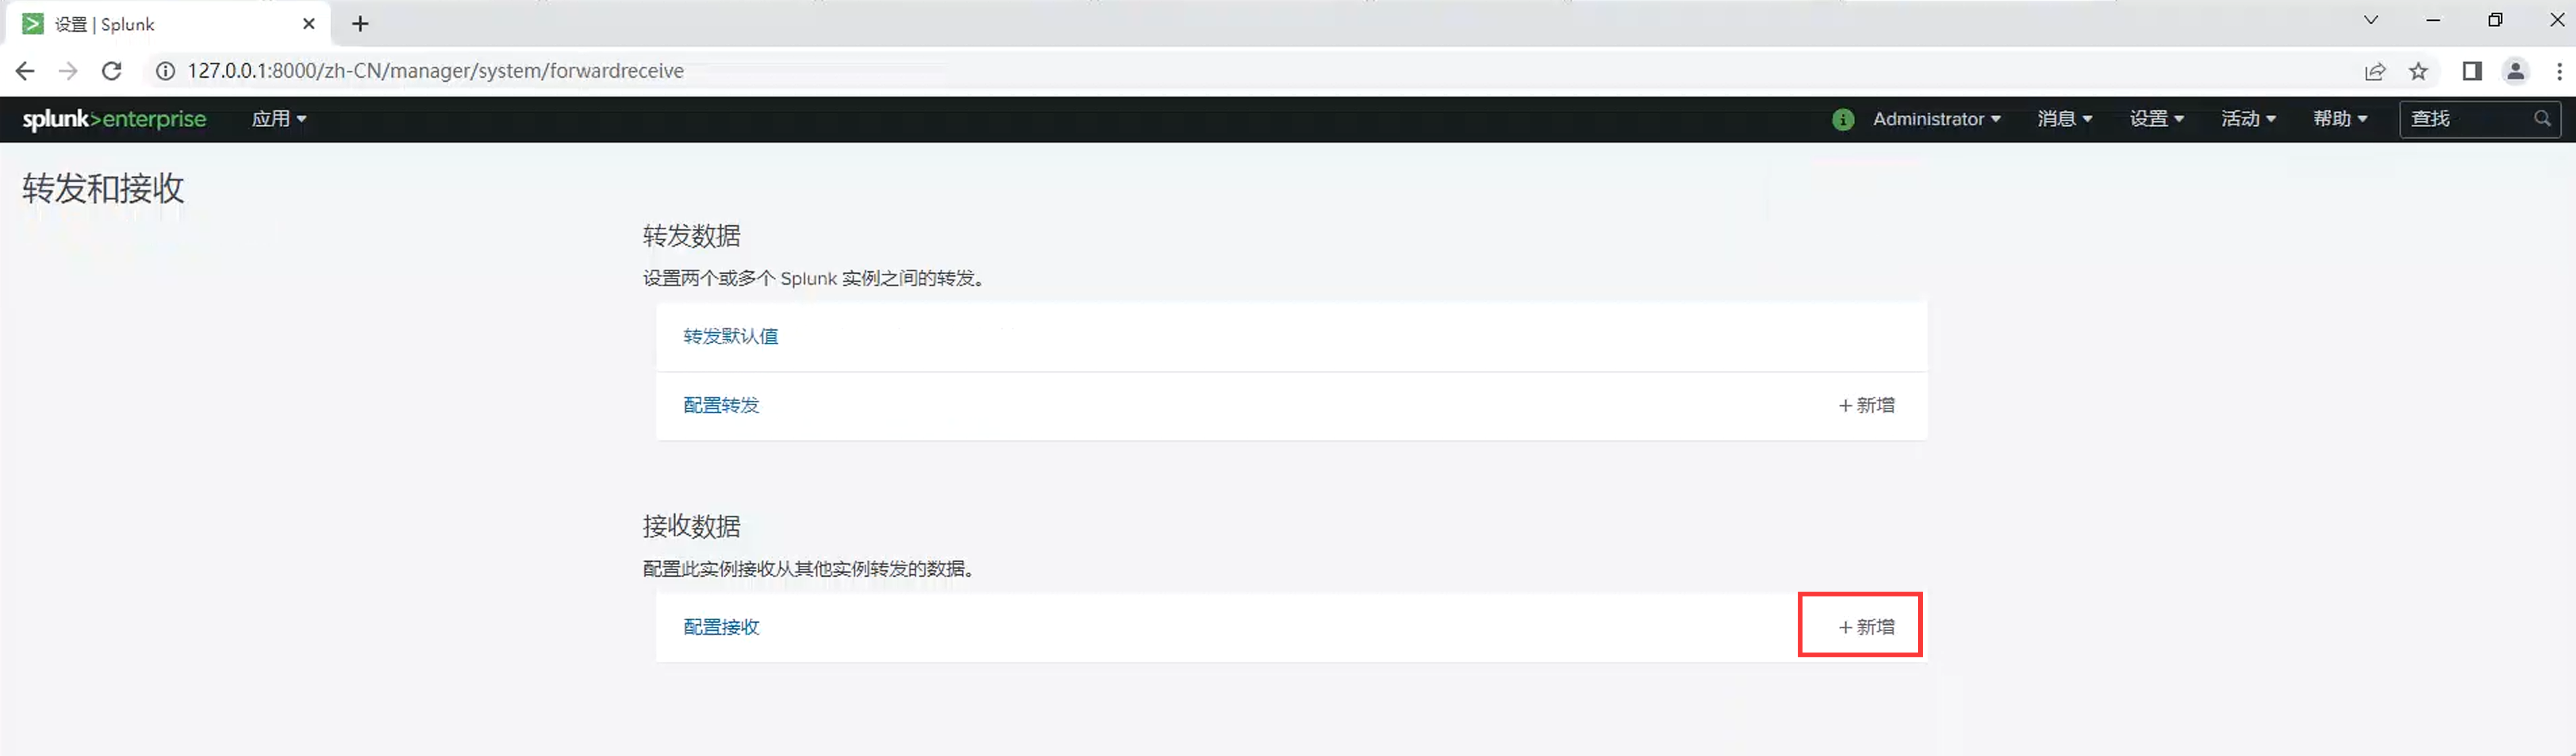 设置 | Splunk
127.0.0.1:8000/zh-CN/manager/system/forwardreceive
splunk>enterprise 应用 Administrator 消息 设置 活动 帮助 查找
转发和接收
转发数据
设置两个或多个 Splunk 实例之间的转发。
转发默认值
配置转发 + 新增
接收数据
配置此实例接收从其他实例转发的数据。
配置接收 + 新增